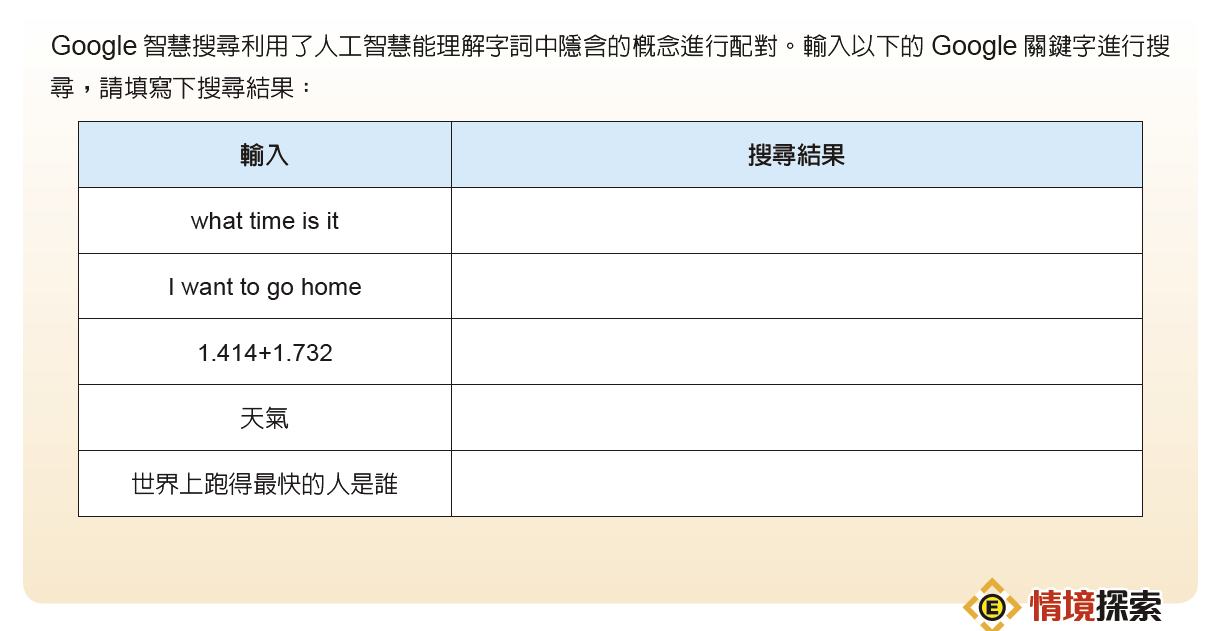 Google 智慧搜尋利用了人工智慧能理解字詞中隱含的概念進行配對。輸入以下的 Google 關鍵字進行搜
尋，請填寫下搜尋結果：
輸入 搜尋結果
what time is it
I want to go home
1.414+1.732
天氣
世界上跑得最快的人是誰
E 情境探索